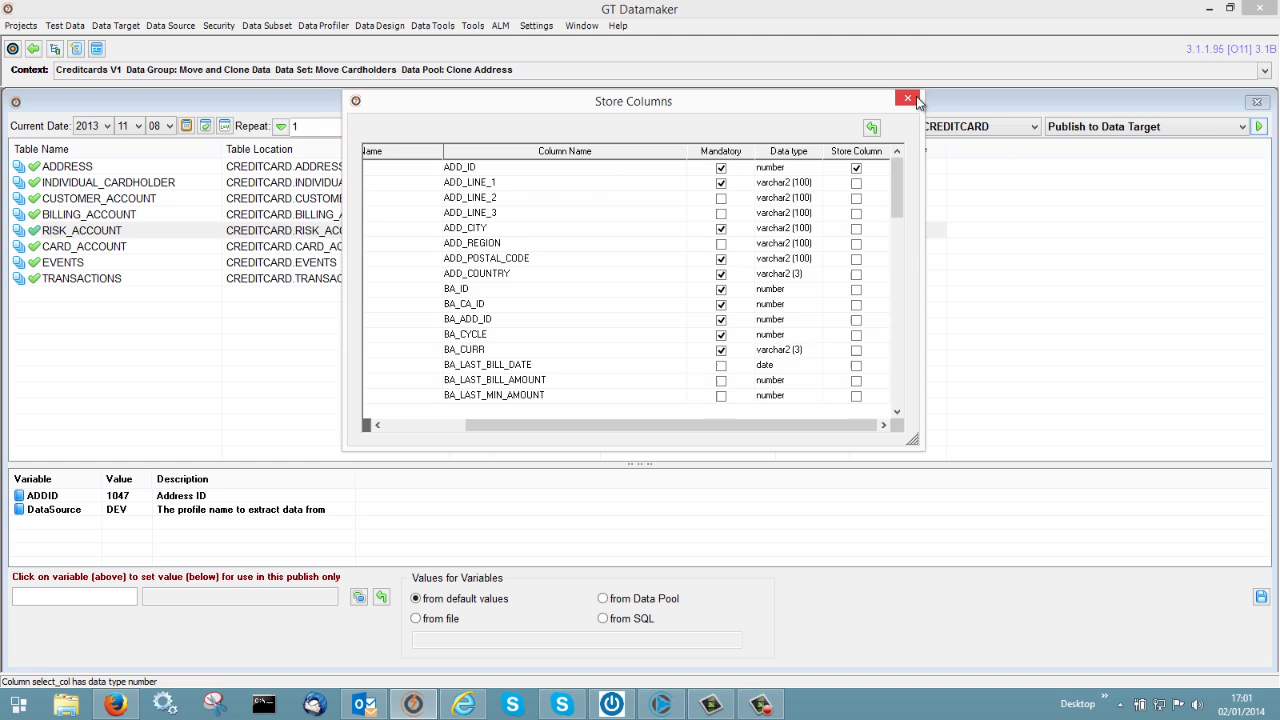 GT Datamaker
Projects Test Data Data Target Data Source Security Data Subset Data Profiler Data Design Data Tools Tools ALM Settings Window Help
3.1.1.95 [O11] 3.1B
Context: Creditcards V1 Data Group: Move and Clone Data Data Set: Move Cardholders Data Pool: Clone Address
Store Columns
Current Date: 2013 11 08 Repeat: 1 CREDITCARD Publish to Data Target
Table Name Table Location
ADDRESS CREDITCARD.ADDRESS
INDIVIDUAL_CARDHOLDER CREDITCARD.INDIVIDUA
CUSTOMER_ACCOUNT CREDITCARD.CUSTOME
BILLING_ACCOUNT CREDITCARD.BILLING_A
RISK_ACCOUNT CREDITCARD.RISK_ACC
CARD_ACCOUNT CREDITCARD.CARD_AC
EVENTS CREDITCARD.EVENTS
TRANSACTIONS CREDITCARD.TRANSAC
Name Column Name Mandatory Data type Store Column
ADD_ID number
ADD_LINE_1 varchar2 (100)
ADD_LINE_2 varchar2 (100)
ADD_LINE_3 varchar2 (100)
ADD_CITY varchar2 (100)
ADD_REGION varchar2 (100)
ADD_POSTAL_CODE varchar2 (100)
ADD_COUNTRY varchar2 (3)
BA_ID number
BA_CA_ID number
BA_ADD_ID number
BA_CYCLE number
BA_CURR varchar2 (3)
BA_LAST_BILL_DATE date
BA_LAST_BILL_AMOUNT number
BA_LAST_MIN_AMOUNT number
Variable Value Description
ADDID 1047 Address ID
DataSource DEV The profile name to extract data from
Click on variable (above) to set value (below) for use in this publish only
Values for Variables
from default values from Data Pool
from file from SQL
Column select_col has data type number
Desktop
17:01
02/01/2014